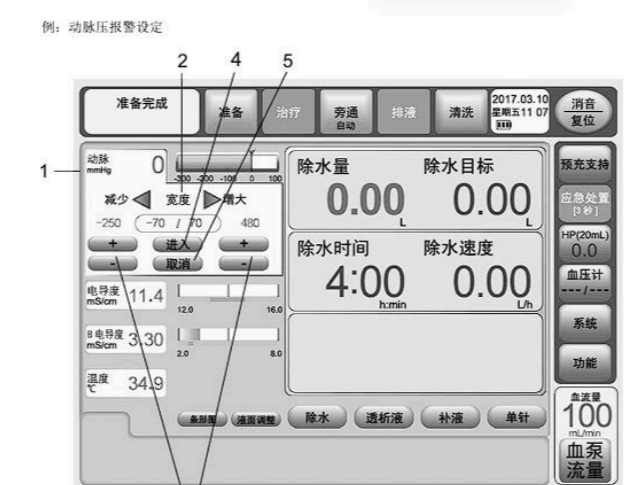 例：动脉压报警设定
2 4 5
准备完成 准备 治疗 旁通 自动 排液 清洗 2017.03.10 星期五11 07 消音 复位
1
动脉 mmHg 0
-300 -200 -100 0 100
减少 宽度 增大
-250 -70 / 70 480
+ 进入 +
- 取消 -
电导度 mS/cm 11.4
12.0 16.0
B电导度 mS/cm 3.30
2.0 8.0
温度 ℃ 34.9
条形图 液面调整
除水量 除水目标
0.00 L 0.00 L
除水时间 除水速度
4:00 h:min 0.00 L/h
除水 透析液 补液 单针
预充支持
应急处置 [3秒]
HP(20mL) 0.0
血压计 ---/---
系统
功能
血流量
100
mL/min
血泵
流量